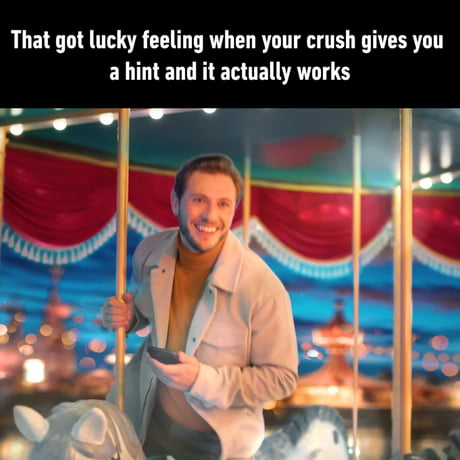 That got lucky feeling when your crush gives you
a hint and it actually works